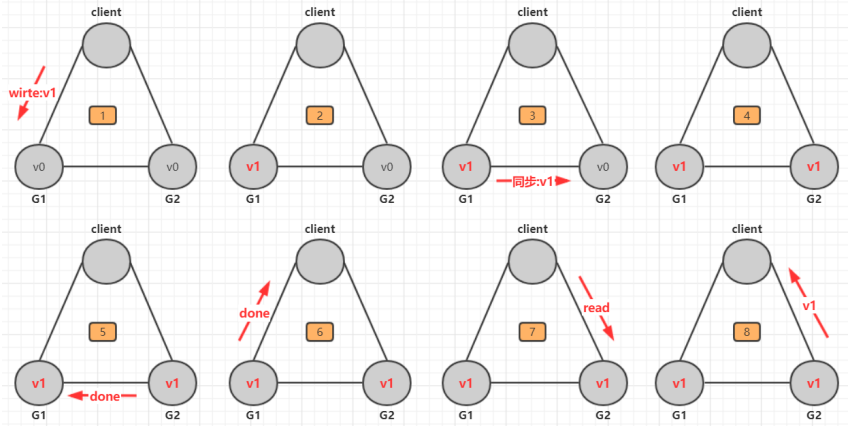 client
client
client
client
wirte:v1
1
2
3
4
v0
v0
v1
v0
v1
同步:v1
v0
v1
v1
G1
G2
G1
G2
G1
G2
G1
G2
client
client
client
client
done
read
v1
5
6
7
8
v1
done
v1
v1
v1
v1
v1
v1
v1
G1
G2
G1
G2
G1
G2
G1
G2